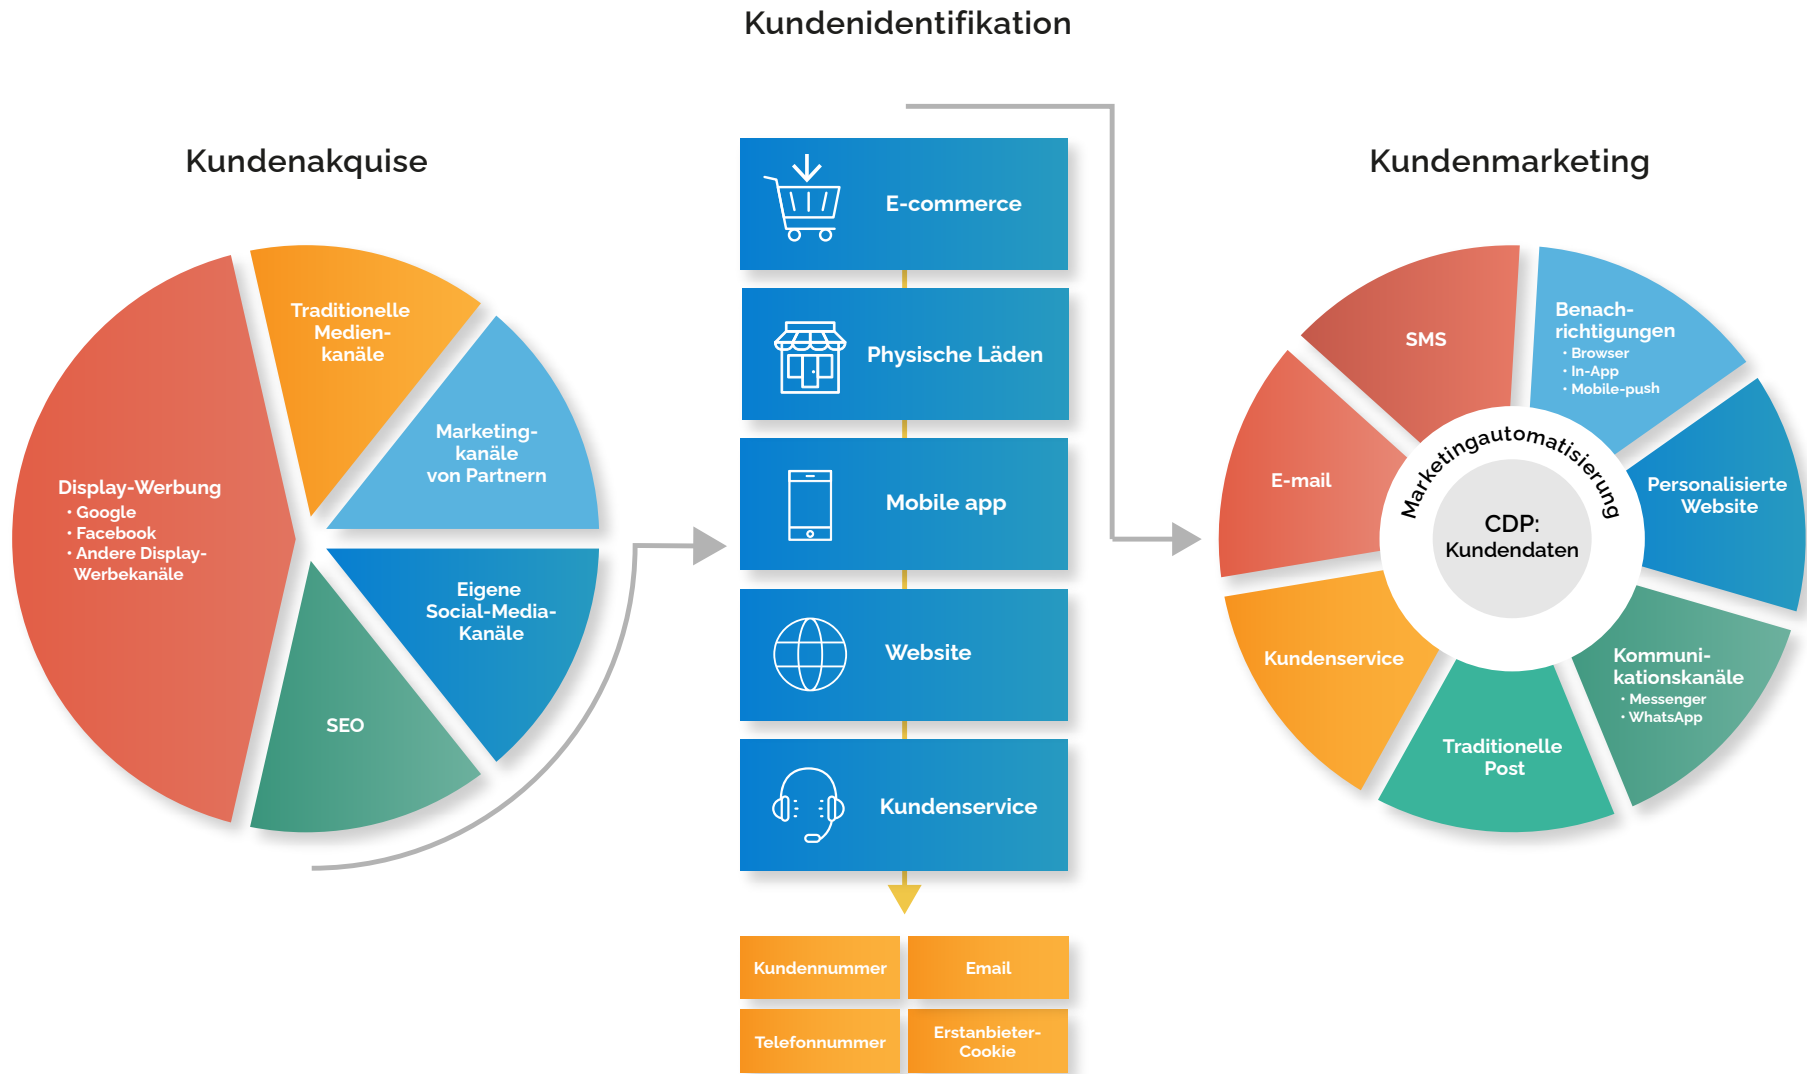 Kundenidentifikation
Kundenakquise
Traditionelle
Medien-
kanäle
Marketing-
kanäle
von Partnern
Display-Werbung
• Google
• Facebook
• Andere Display-
Werbekanäle
Eigene
Social-Media-
Kanäle
SEO
E-commerce
Physische Läden
Mobile app
Website
Kundenservice
Kundennummer
Email
Telefonnummer
Erstanbieter-
Cookie
Kundenmarketing
SMS
Benach-
richtigungen
• Browser
• In-App
• Mobile-push
E-mail
Marketingautomatisierung
CDP:
Kundendaten
Personalisierte
Website
Kundenservice
Kommuni-
kationskanäle
• Messenger
• WhatsApp
Traditionelle
Post